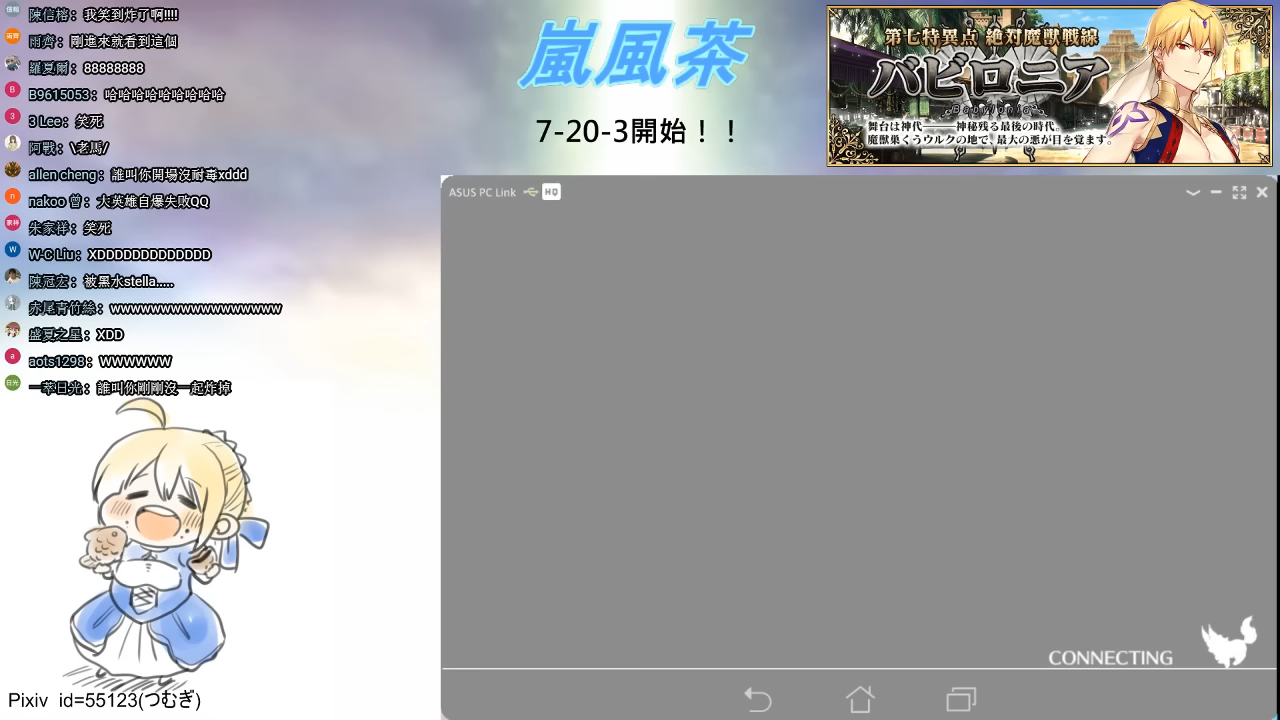 陳信榕： 我笑到炸了啊!!!!
雨齊： 剛進來就看到這個
羅夏爾： 88888888
B9615053： 哈哈哈哈哈哈哈哈哈
3 Lee： 笑死
阿戰： \老馬/
allen cheng： 誰叫你開場沒耐毒xddd
nakoo 曾： 大英雄自爆失敗QQ
朱家祥： 笑死
W-C Liu： XDDDDDDDDDDDDD
陳冠宏： 被黑水stella.....
赤尾青竹絲： wwwwwwwwwwwwwwwww
盛夏之星： XDD
aots1298： WWWWWW
一萃日光： 誰叫你剛剛沒一起炸掉
Pixiv id=55123(つむぎ)
嵐風茶
7-20-3開始！！
第七特異点 絶対魔獣戦線
バビロニア
Babylonia
舞台は神代――神秘残る最後の時代。
魔獣巣くうウルクの地で、最大の悪が目を覚ます。
ASUS PC Link HQ
CONNECTING